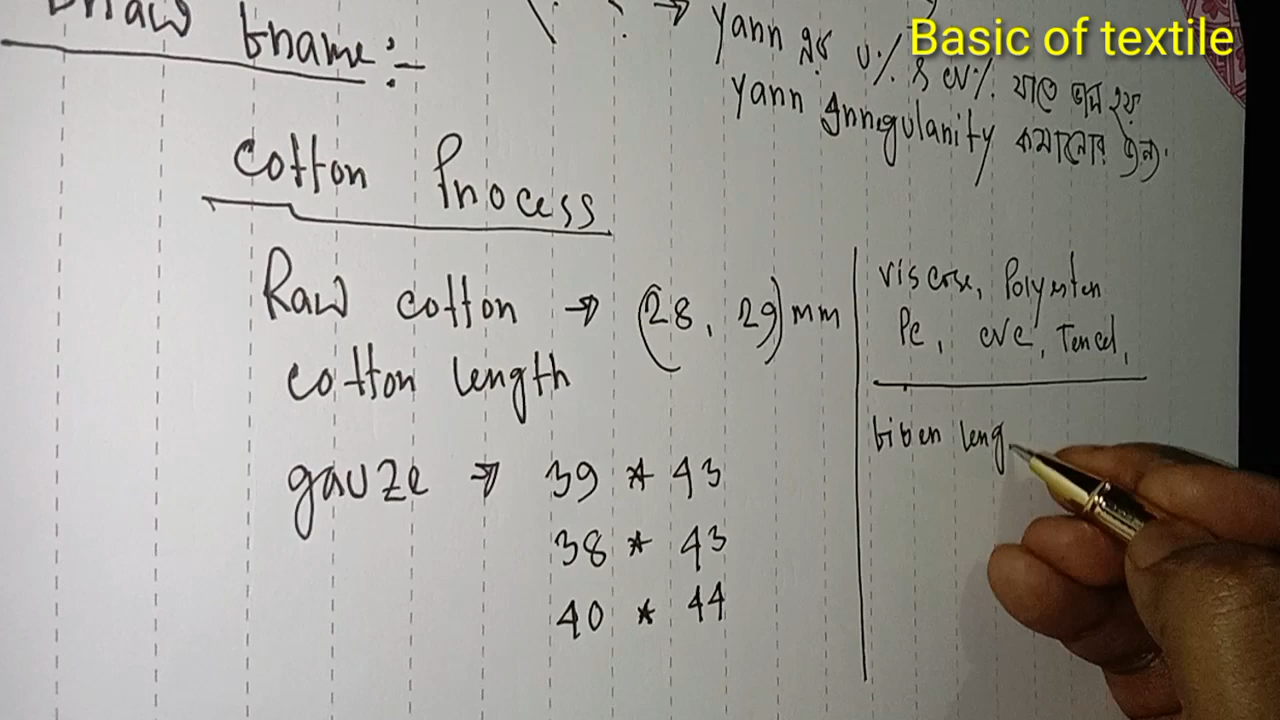 Draw frame:-
→ Yarn এর U% & CV% যাতে ভাল হয়
Yarn Irregularity কমানোর জন্য.
Basic of textile
Cotton Process
Raw cotton → (28, 29) mm
cotton length
gauze → 39 * 43
38 * 43
40 * 44
Viscose, Polyester
PC, CVC, Tencel,
fiber leng